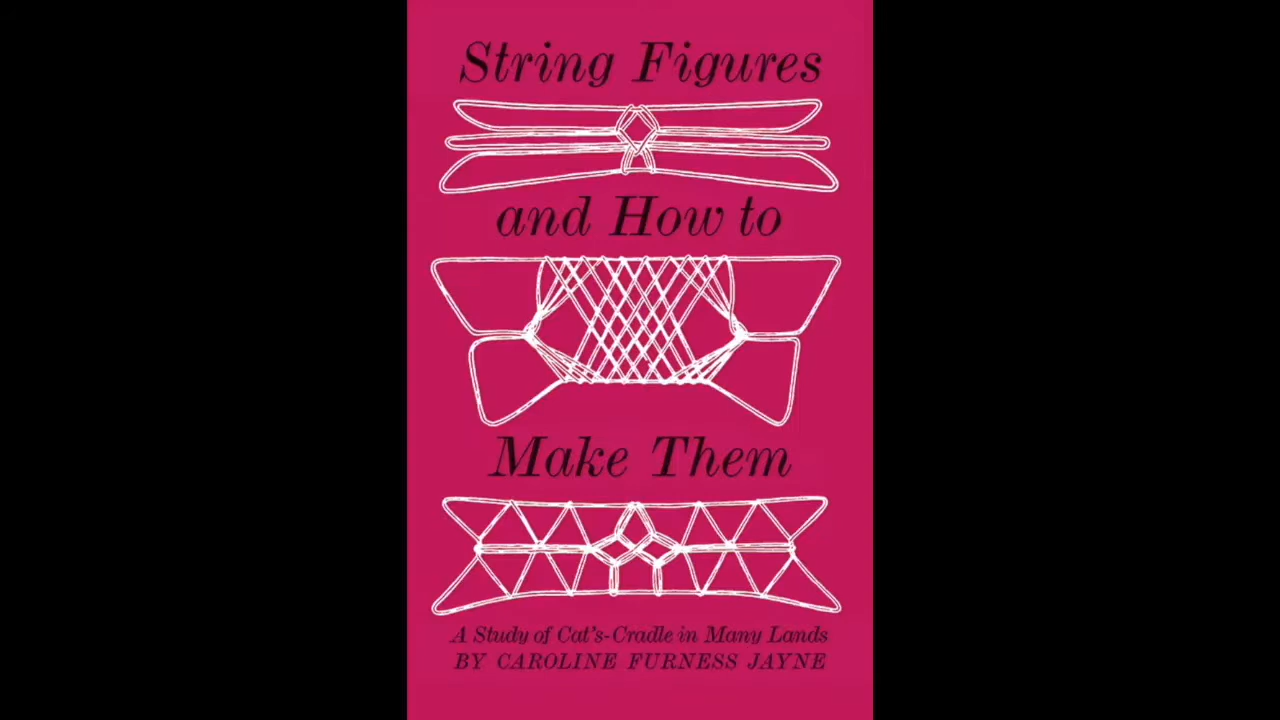 String Figures
and How to
Make Them
A Study of Cat's-Cradle in Many Lands
BY CAROLINE FURNESS JAYNE